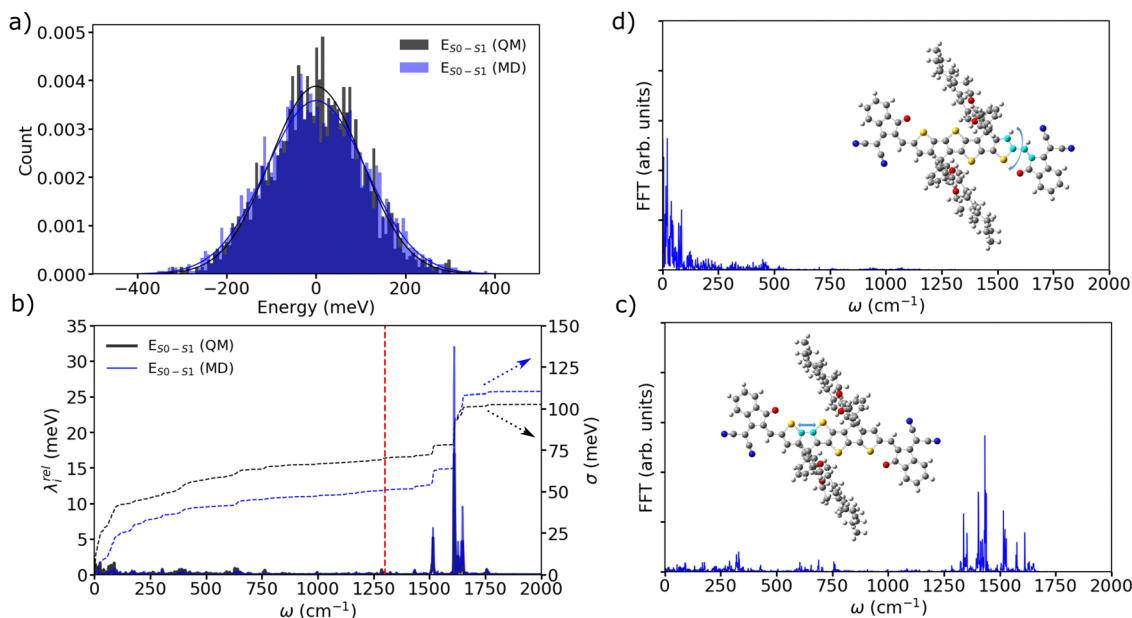 a)
0.005
0.004
0.003
0.002
0.001
0.000
Count
E_{S0−S1} (QM)
E_{S0−S1} (MD)
−400 −200 0 200 400
Energy (meV)
b)
35
30
25
20
15
10
5
0
λ_i^{rel} (meV)
E_{S0−S1} (QM)
E_{S0−S1} (MD)
150
125
100
75
50
25
0
σ (meV)
0 250 500 750 1000 1250 1500 1750 2000
ω (cm⁻¹)
d)
FFT (arb. units)
0 250 500 750 1000 1250 1500 1750 2000
ω (cm⁻¹)
c)
FFT (arb. units)
0 250 500 750 1000 1250 1500 1750 2000
ω (cm⁻¹)